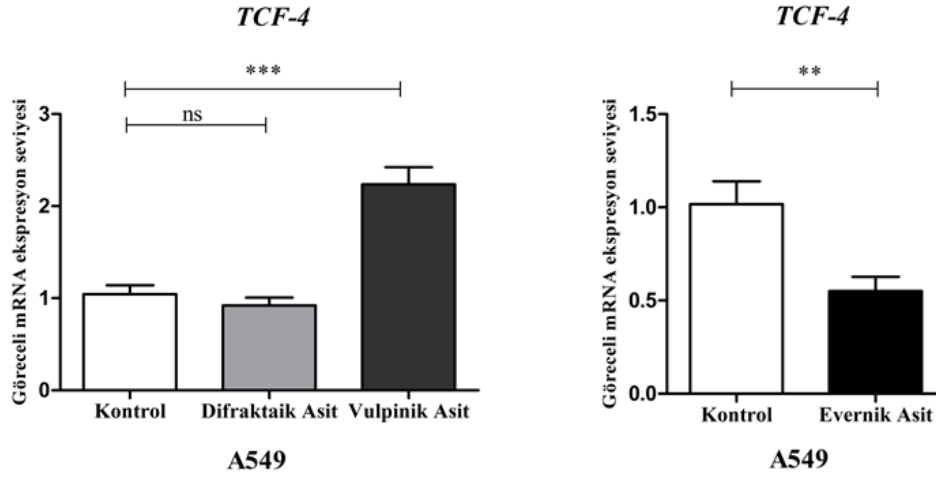 TCF-4
***
ns
Göreceli mRNA ekspresyon seviyesi
3
2
1
0
Kontrol Difraktaik Asit Vulpinik Asit
A549
TCF-4
**
Göreceli mRNA ekspresyon seviyesi
1.5
1.0
0.5
0.0
Kontrol Evernik Asit
A549